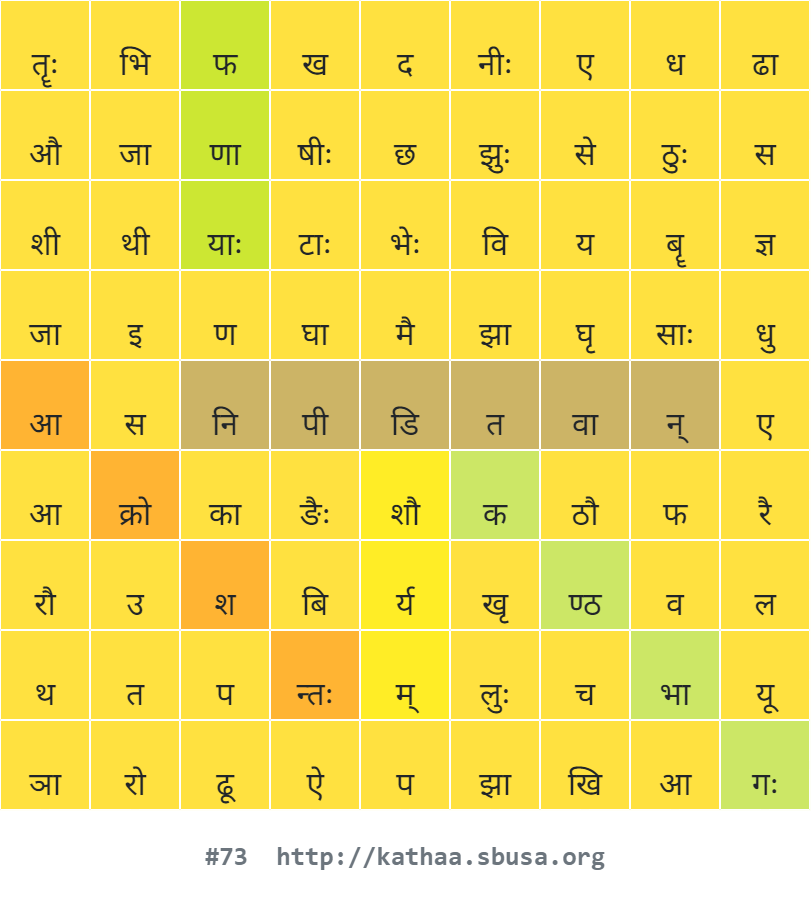 तॄः भि फ ख द नीः ए ध ढा
औ जा णा षीः छ झुः से ठुः स
शी थी याः टाः भेः वि य बॄ ज्ञ
जा इ ण घा मै झा घृ साः धु
आ स नि पी डि त वा न् ए
आ क्रो का ङैः शौ क ठौ फ रै
रौ उ श बि र्य खृ ण्ठ व ल
थ त प न्तः म् लुः च भा यू
ञा रो ढू ऐ प झा खि आ गः
#73 http://kathaa.sbusa.org